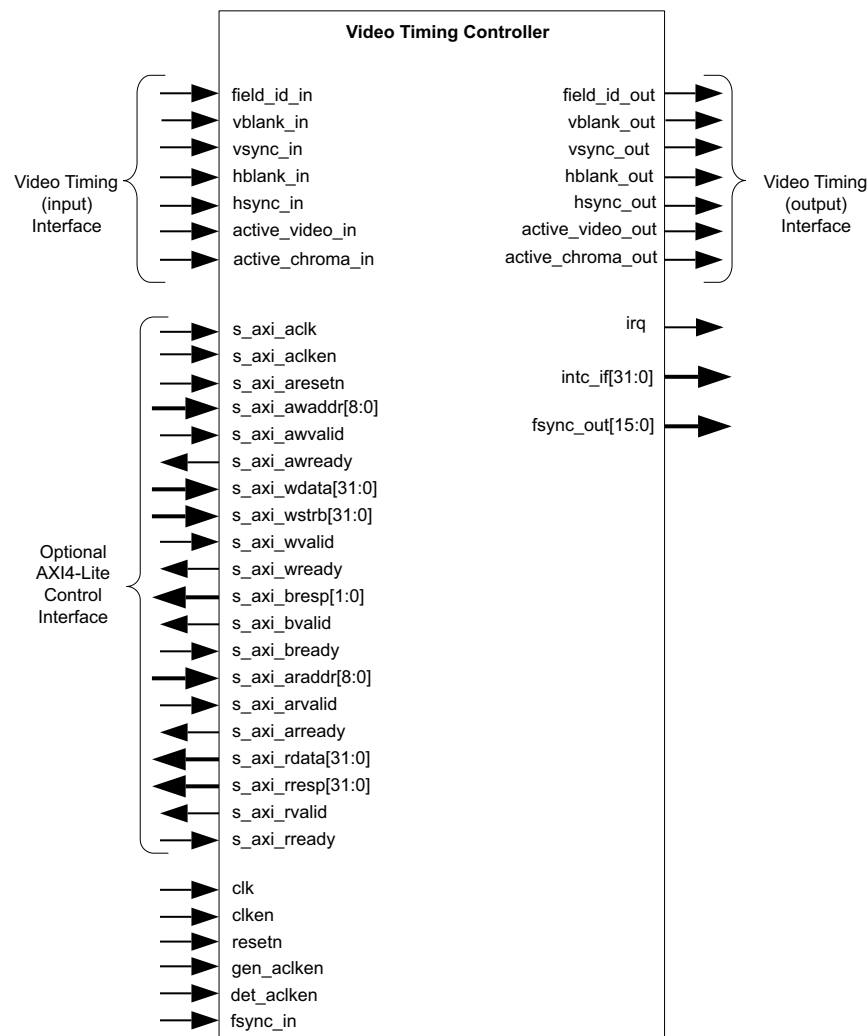 Video Timing Controller
Video Timing
(input)
Interface
field_id_in
vblank_in
vsync_in
hblank_in
hsync_in
active_video_in
active_chroma_in
field_id_out
vblank_out
vsync_out
hblank_out
hsync_out
active_video_out
active_chroma_out
Video Timing
(output)
Interface
irq
intc_if[31:0]
fsync_out[15:0]
Optional
AXI4-Lite
Control
Interface
s_axi_aclk
s_axi_aclken
s_axi_aresetn
s_axi_awaddr[8:0]
s_axi_awvalid
s_axi_awready
s_axi_wdata[31:0]
s_axi_wstrb[31:0]
s_axi_wvalid
s_axi_wready
s_axi_bresp[1:0]
s_axi_bvalid
s_axi_bready
s_axi_araddr[8:0]
s_axi_arvalid
s_axi_arready
s_axi_rdata[31:0]
s_axi_rresp[31:0]
s_axi_rvalid
s_axi_rready
clk
clken
resetn
gen_aclken
det_aclken
fsync_in